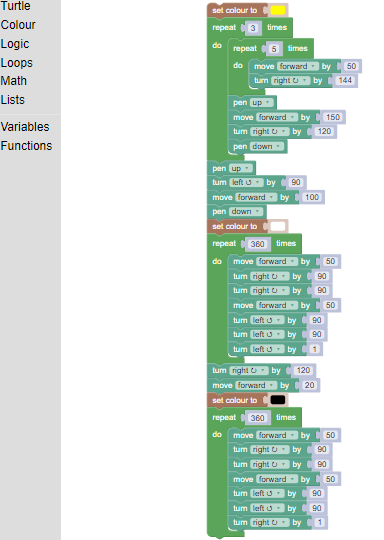 Turtle
Colour
Logic
Loops
Math
Lists
Variables
Functions
set colour to
repeat 3 times
do repeat 5 times
do move forward by 50
turn right ↻ by 144
pen up
move forward by 150
turn right ↻ by 120
pen down
pen up
turn left ↺ by 90
move forward by 100
pen down
set colour to
repeat 360 times
do move forward by 50
turn right ↻ by 90
turn right ↻ by 90
move forward by 50
turn left ↺ by 90
turn left ↺ by 90
turn left ↺ by 1
turn right ↻ by 120
move forward by 20
set colour to
repeat 360 times
do move forward by 50
turn right ↻ by 90
turn right ↻ by 90
move forward by 50
turn left ↺ by 90
turn left ↺ by 90
turn right ↻ by 1